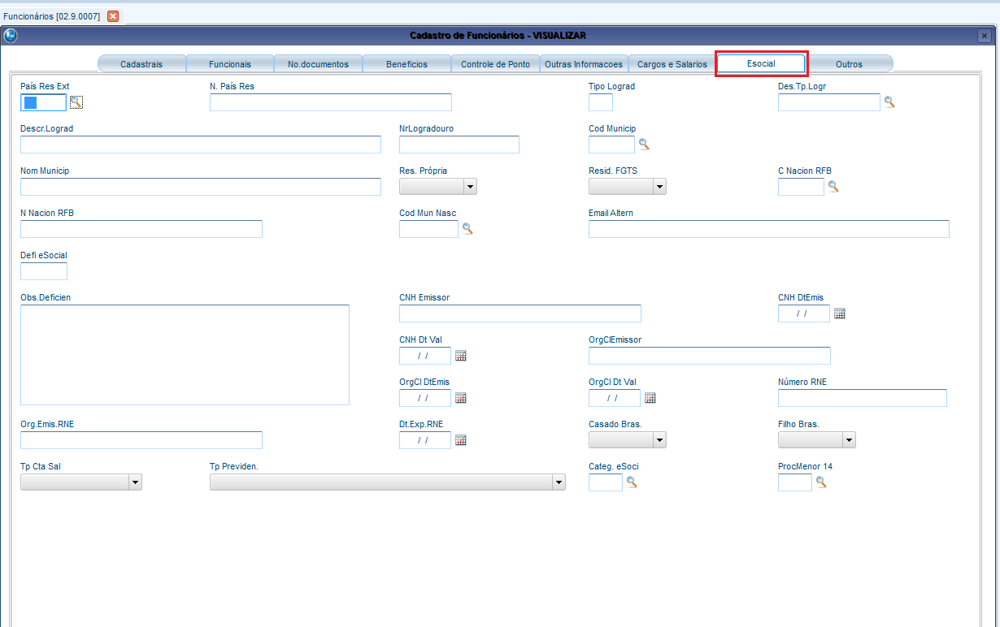 Funcionários [02.9.0007]
Cadastro de Funcionários - VISUALIZAR
Cadastrais Funcionais No.documentos Beneficios Controle de Ponto Outras Informacoes Cargos e Salarios Esocial Outros
País Res Ext N. País Res Tipo Lograd Des.Tp.Logr
Descr.Lograd NrLogradouro Cod Municip
Nom Municip Res. Própria Resid. FGTS C Nacion RFB
N Nacion RFB Cod Mun Nasc Email Altern
Defi eSocial
Obs.Deficien CNH Emissor CNH DtEmis
/ /
CNH Dt Val OrgClEmissor
/ /
OrgCl DtEmis OrgCl Dt Val Número RNE
/ / / /
Org.Emis.RNE Dt.Exp.RNE Casado Bras. Filho Bras.
/ /
Tp Cta Sal Tp Previden. Categ. eSoci ProcMenor 14